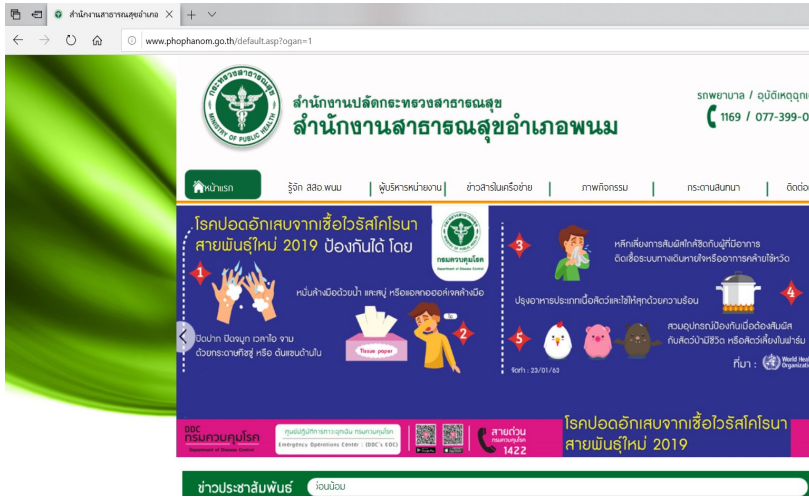 สำนักงานสาธารณสุขอำเภอ
www.phophanom.go.th/default.asp?ogan=1
กระทรวงสาธารณสุข
MINISTRY OF PUBLIC HEALTH
สำนักงานปลัดกระทรวงสาธารณสุข
สำนักงานสาธารณสุขอำเภอพนม
รถพยาบาล / อุบัติเหตุฉุกเ
1169 / 077-399-0
หน้าแรก
รู้จัก สสอ.พนม
ผู้บริหารหน่วยงาน
ข่าวสารในเครือข่าย
ภาพกิจกรรม
กระดานสนทนา
ติดต่อ
โรคปอดอักเสบจากเชื้อไวรัสโคโรนา
สายพันธุ์ใหม่ 2019 ป้องกันได้ โดย
กรมควบคุมโรค
Department of Disease Control
1
หมั่นล้างมือด้วยน้ำ และสบู่ หรือแอลกอฮอล์เจลล้างมือ
2
Tissue paper
ปิดปาก ปิดจมูก เวลาไอ จาม
ด้วยกระดาษทิชชู่ หรือ ต้นแขนด้านใน
3
หลีกเลี่ยงการสัมผัสใกล้ชิดกับผู้ที่มีอาการ
ติดเชื้อระบบทางเดินหายใจหรืออาการคล้ายไข้หวัด
ปรุงอาหารประเภทเนื้อสัตว์และไข่ให้สุกด้วยความร้อน
4
5
สวมอุปกรณ์ป้องกันเมื่อต้องสัมผัส
กับสัตว์ป่ามีชีวิต หรือสัตว์เลี้ยงในฟาร์ม
จัดทำ : 23/01/63
ที่มา :
World Hea
Organizati
DDC
กรมควบคุมโรค
Department of Disease Control
ศูนย์ปฏิบัติการภาวะฉุกเฉิน กรมควบคุมโรค
Emergency Operations Center : (DDC's EOC)
สายด่วน
กรมควบคุมโรค
1422
โรคปอดอักเสบจากเชื้อไวรัสโคโรนา
สายพันธุ์ใหม่ 2019
ข่าวประชาสัมพันธ์
่อนน้อม